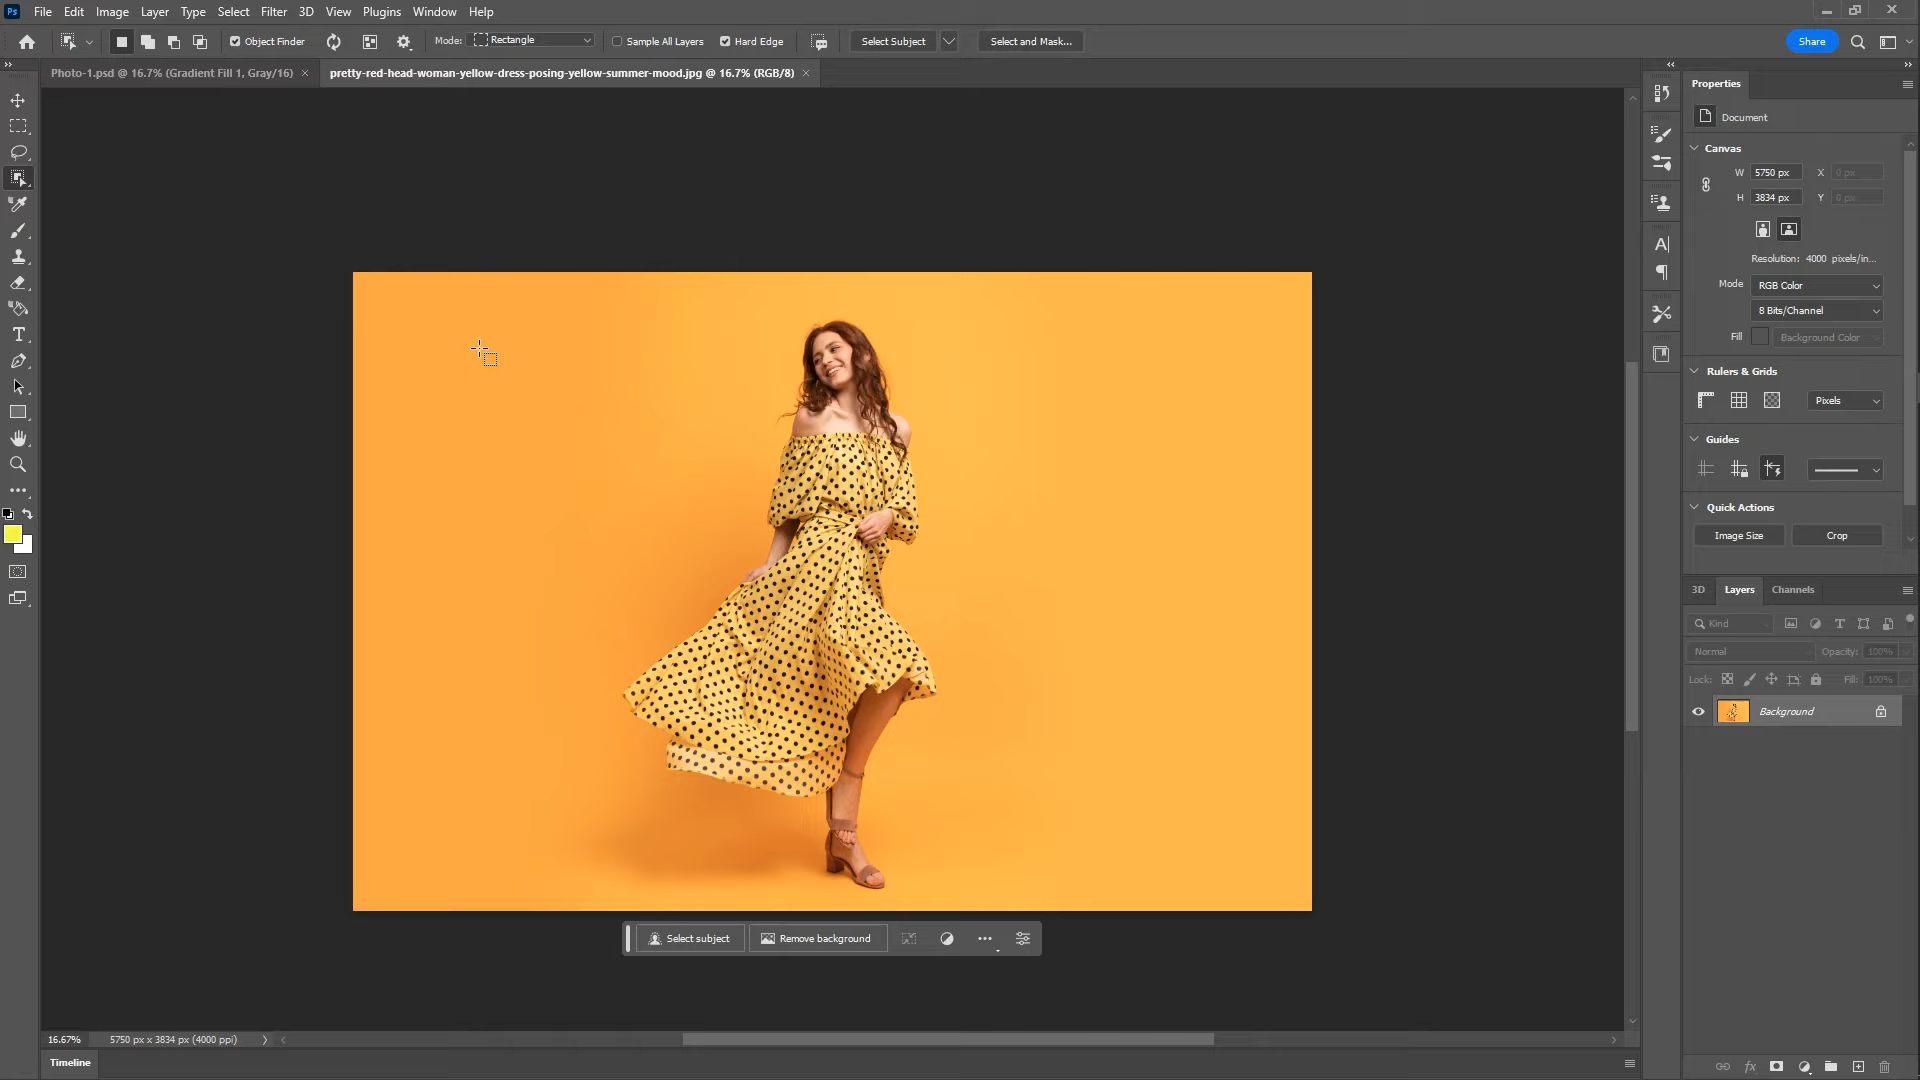 Ps File Edit Image Layer Type Select Filter 3D View Plugins Window Help
Object Finder Mode: Rectangle Sample All Layers Hard Edge Select Subject Select and Mask... Share
Photo-1.psd @ 16.7% (Gradient Fill 1, Gray/16) × pretty-red-head-woman-yellow-dress-posing-yellow-summer-mood.jpg @ 16.7% (RGB/8) ×
Properties
Document
Canvas
W 5750 px X 0 px
H 3834 px Y 0 px
Resolution: 4000 pixels/in...
Mode RGB Color
8 Bits/Channel
Fill Background Color
Rulers & Grids
Pixels
Guides
Quick Actions
Image Size Crop
3D Layers Channels
Kind
Normal Opacity: 100%
Lock: Fill: 100%
Background
Select subject Remove background
16.67% 5750 px x 3834 px (4000 ppi)
Timeline